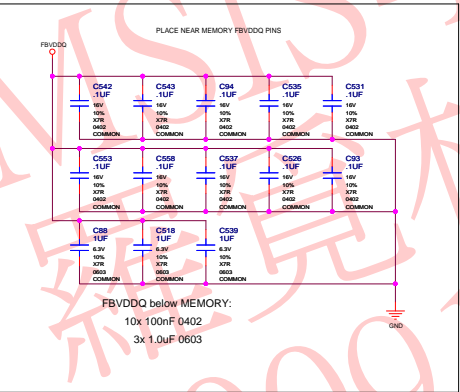 PLACE NEAR MEMORY FBVDDQ PINS
FBVDDQ
C542 C543 C94 C535 C531
.1UF .1UF .1UF .1UF .1UF
16V 16V 16V 16V 16V
10% 10% 10% 10% 10%
X7R X7R X7R X7R X7R
0402 0402 0402 0402 0402
COMMON COMMON COMMON COMMON COMMON
C553 C558 C537 C526 C93
.1UF .1UF .1UF .1UF .1UF
16V 16V 16V 16V 16V
10% 10% 10% 10% 10%
X7R X7R X7R X7R X7R
0402 0402 0402 0402 0402
COMMON COMMON COMMON COMMON COMMON
C88 C518 C539
1UF 1UF 1UF
6.3V 6.3V 6.3V
10% 10% 10%
X7R X7R X7R
0603 0603 0603
COMMON COMMON COMMON
FBVDDQ below MEMORY:
10x 100nF 0402
3x 1.0uF 0603
GND